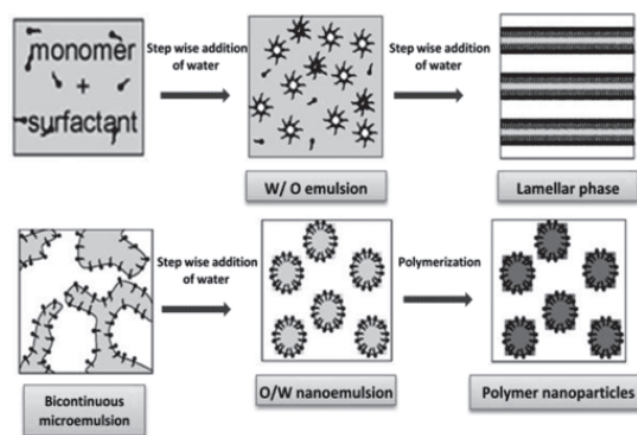 monomer
+
surfactant
Step wise addition
of water
Step wise addition
of water
W/ O emulsion
Lamellar phase
Step wise addition
of water
Polymerization
Bicontinuous
microemulsion
O/W nanoemulsion
Polymer nanoparticles